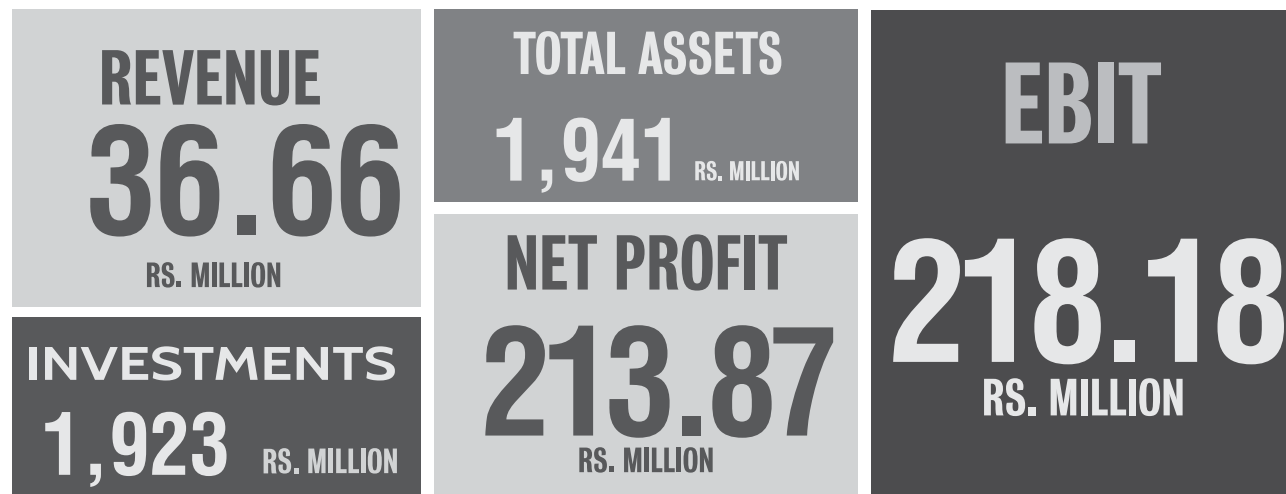 REVENUE
36.66
RS. MILLION
INVESTMENTS
1,923 RS. MILLION
TOTAL ASSETS
1,941 RS. MILLION
NET PROFIT
213.87
RS. MILLION
EBIT
218.18
RS. MILLION